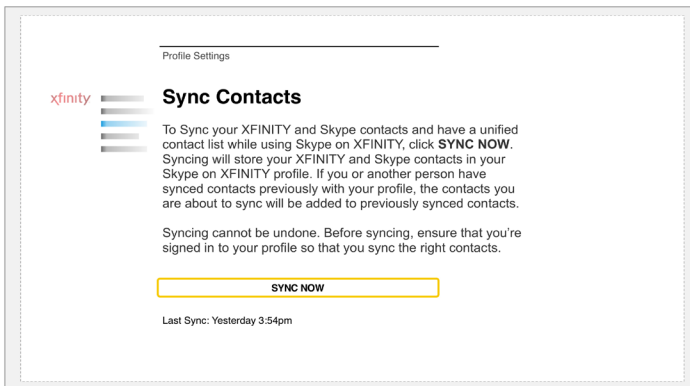 Profile Settings
xfinity
Sync Contacts
To Sync your XFINITY and Skype contacts and have a unified
contact list while using Skype on XFINITY, click SYNC NOW.
Syncing will store your XFINITY and Skype contacts in your
Skype on XFINITY profile. If you or another person have
synced contacts previously with your profile, the contacts you
are about to sync will be added to previously synced contacts.
Syncing cannot be undone. Before syncing, ensure that you're
signed in to your profile so that you sync the right contacts.
SYNC NOW
Last Sync: Yesterday 3:54pm